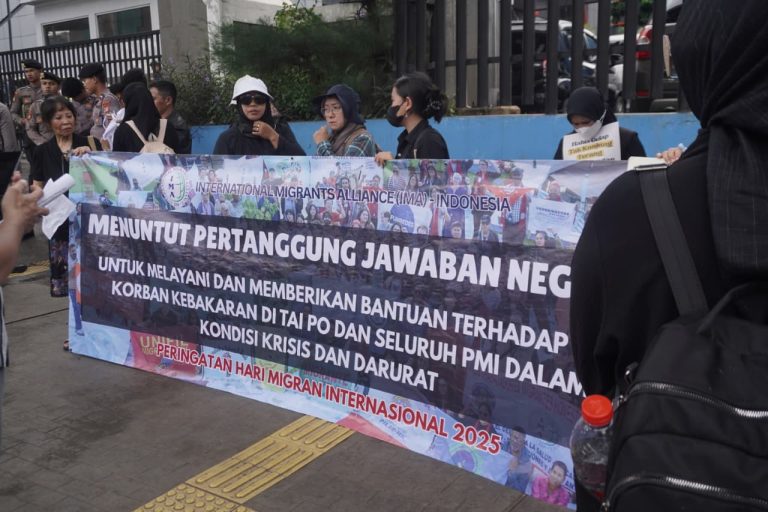 INTERNATIONAL MIGRANTS ALLIANCE (IMA) - INDONESIA
MENUNTUT PERTANGGUNG JAWABAN NEG
UNTUK MELAYANI DAN MEMBERIKAN BANTUAN TERHADAP
KORBAN KEBAKARAN DI TAI PO DAN SELURUH PMI DALAM
KONDISI KRISIS DAN DARURAT
PERINGATAN HARI MIGRAN INTERNASIONAL 2025